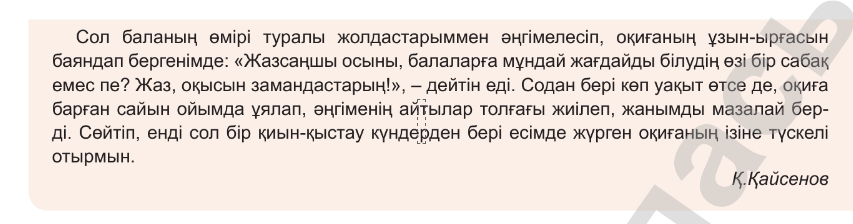 Сол баланың өмірі туралы жолдастарыммен әңгімелесіп, оқиғаның ұзын-ырғасын
баяндап бергенімде: «Жазсаңшы осыны, балаларға мұндай жағдайды білудің өзі бір сабақ
емес пе? Жаз, оқысын замандастарың!», – дейтін еді. Содан бері көп уақыт өтсе де, оқиға
барған сайын ойымда ұялап, әңгіменің айтылар толғағы жиілеп, жанымды мазалай бер-
ді. Сөйтіп, енді сол бір қиын-қыстау күндерден бері есімде жүрген оқиғаның ізіне түскелі
отырмын.
Қ.Қайсенов